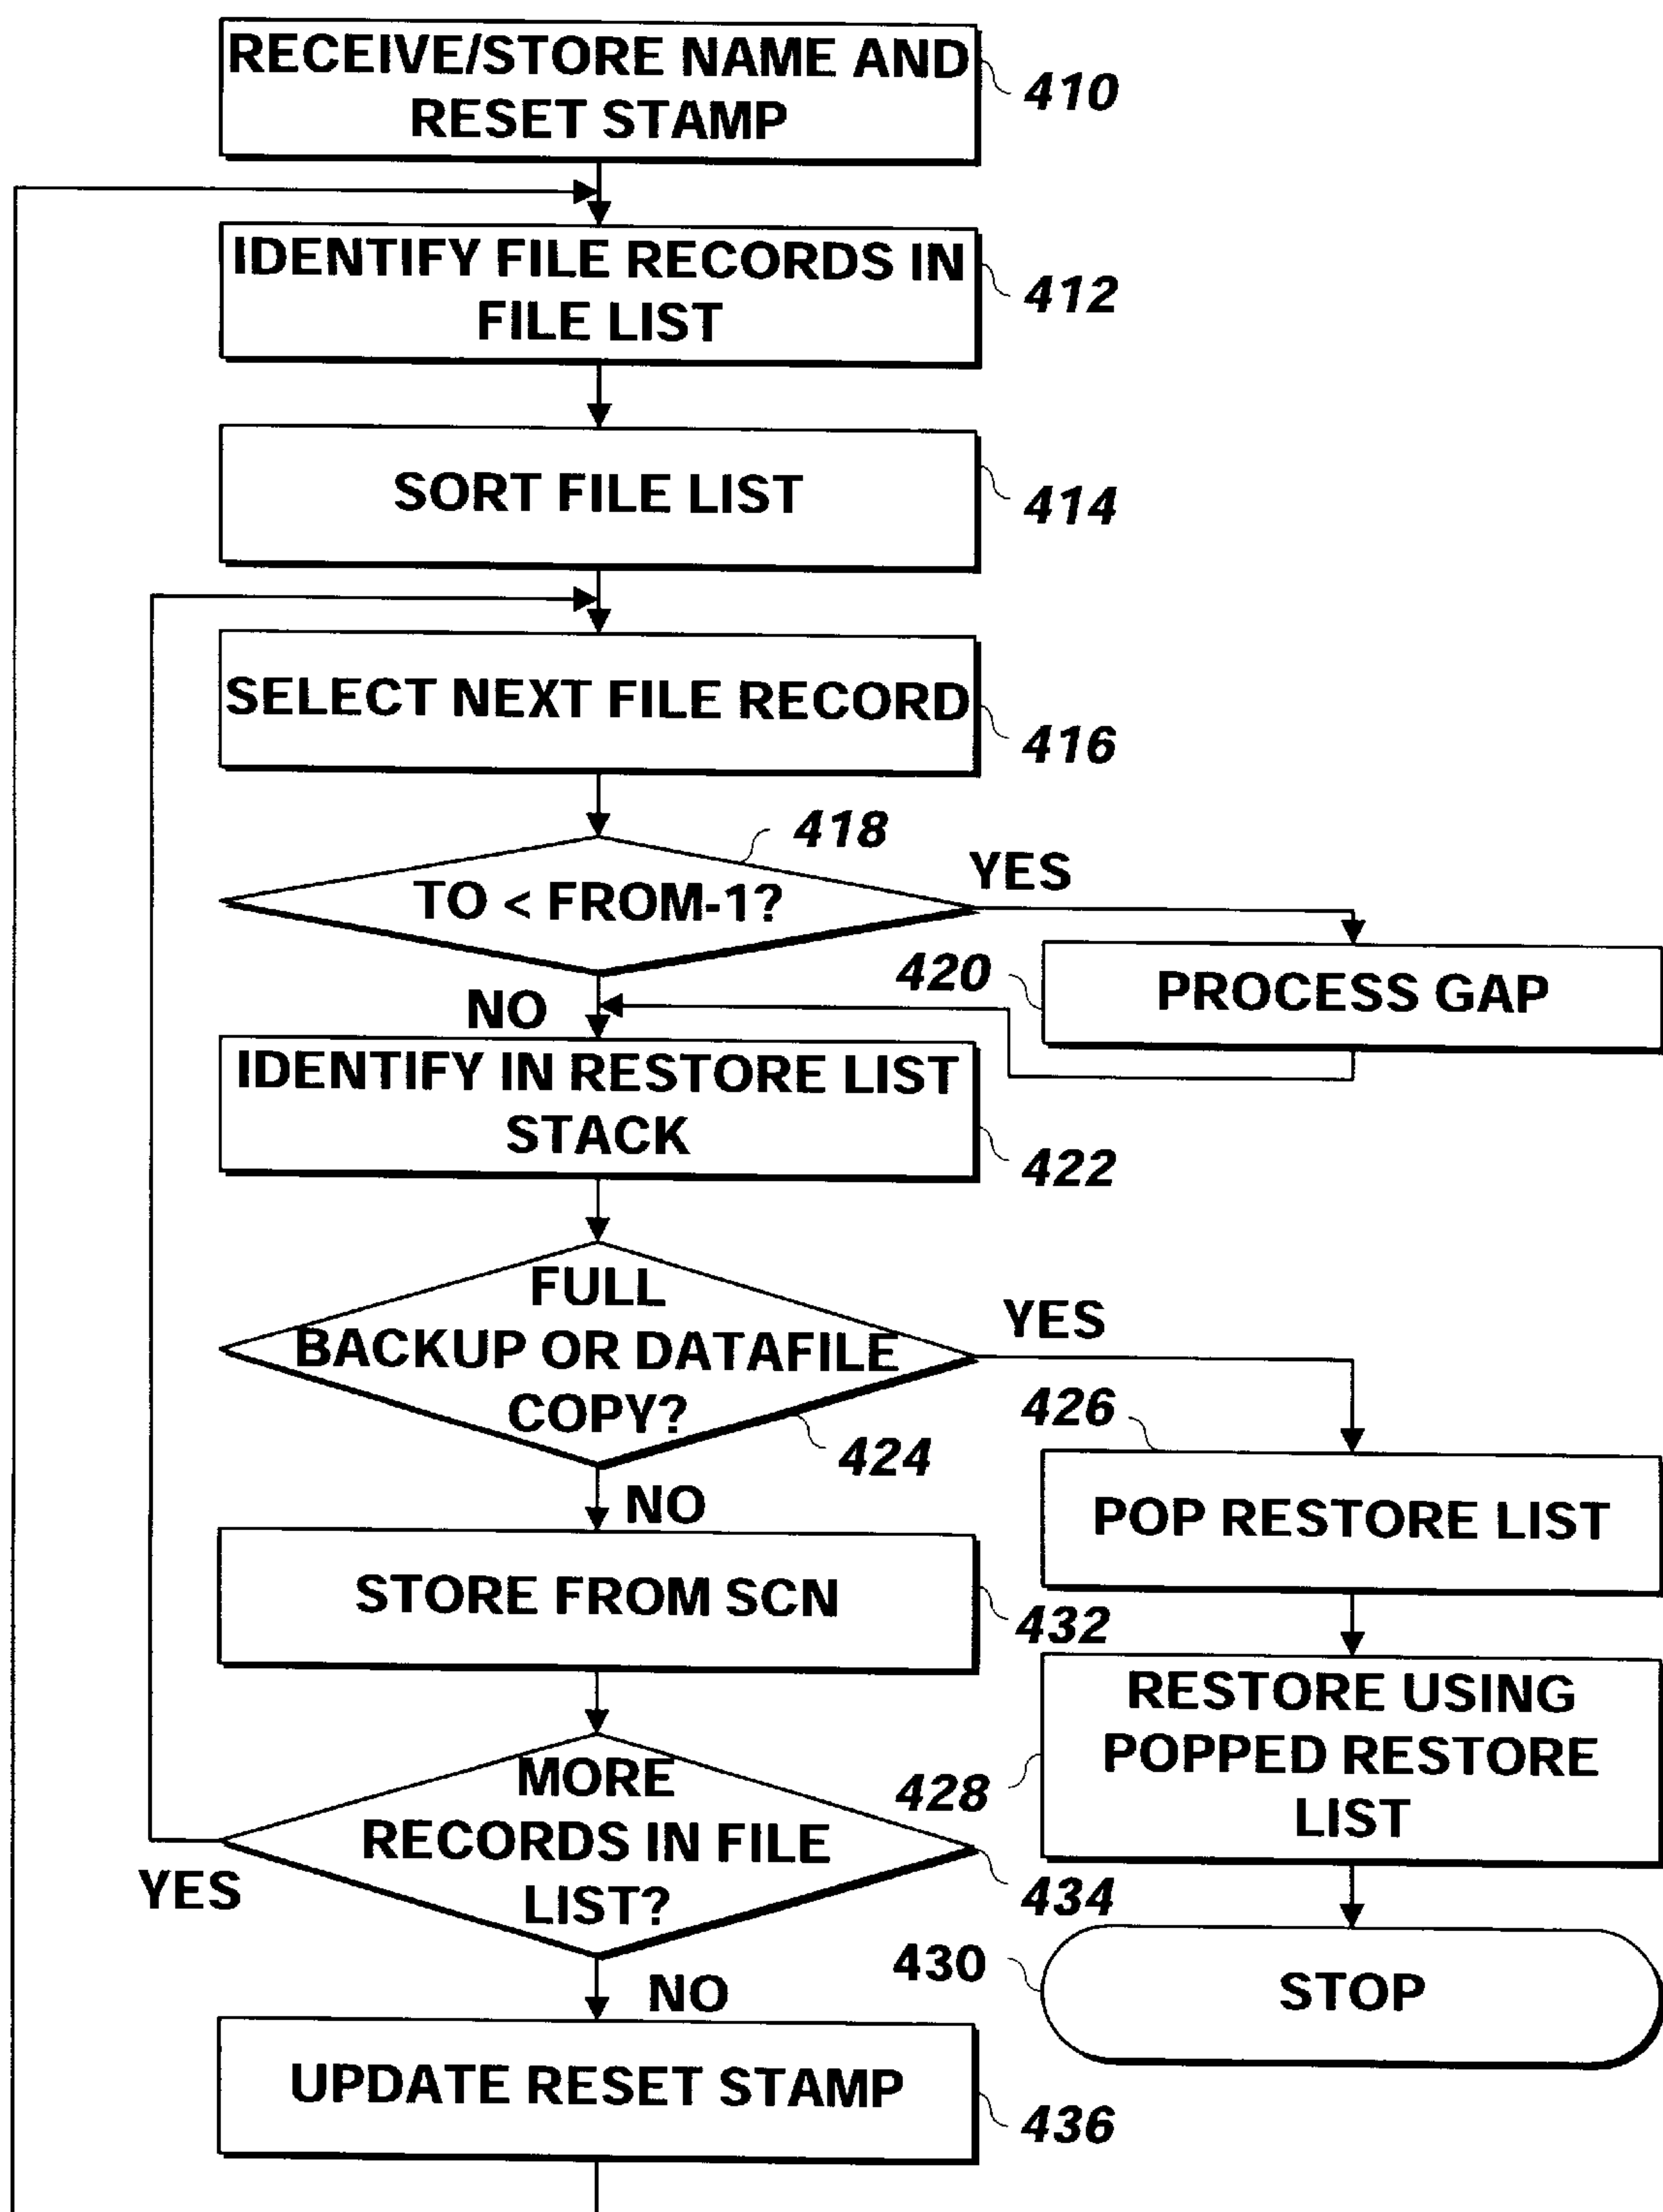 RECEIVE/STORE NAME AND
RESET STAMP
410
IDENTIFY FILE RECORDS IN
FILE LIST
412
SORT FILE LIST
414
SELECT NEXT FILE RECORD
416
418
TO < FROM-1?
YES
420
PROCESS GAP
NO
IDENTIFY IN RESTORE LIST
STACK
422
FULL
BACKUP OR DATAFILE
COPY?
424
YES
426
POP RESTORE LIST
NO
STORE FROM SCN
432
RESTORE USING
POPPED RESTORE
LIST
428
MORE
RECORDS IN FILE
LIST?
434
YES
430
STOP
NO
UPDATE RESET STAMP
436